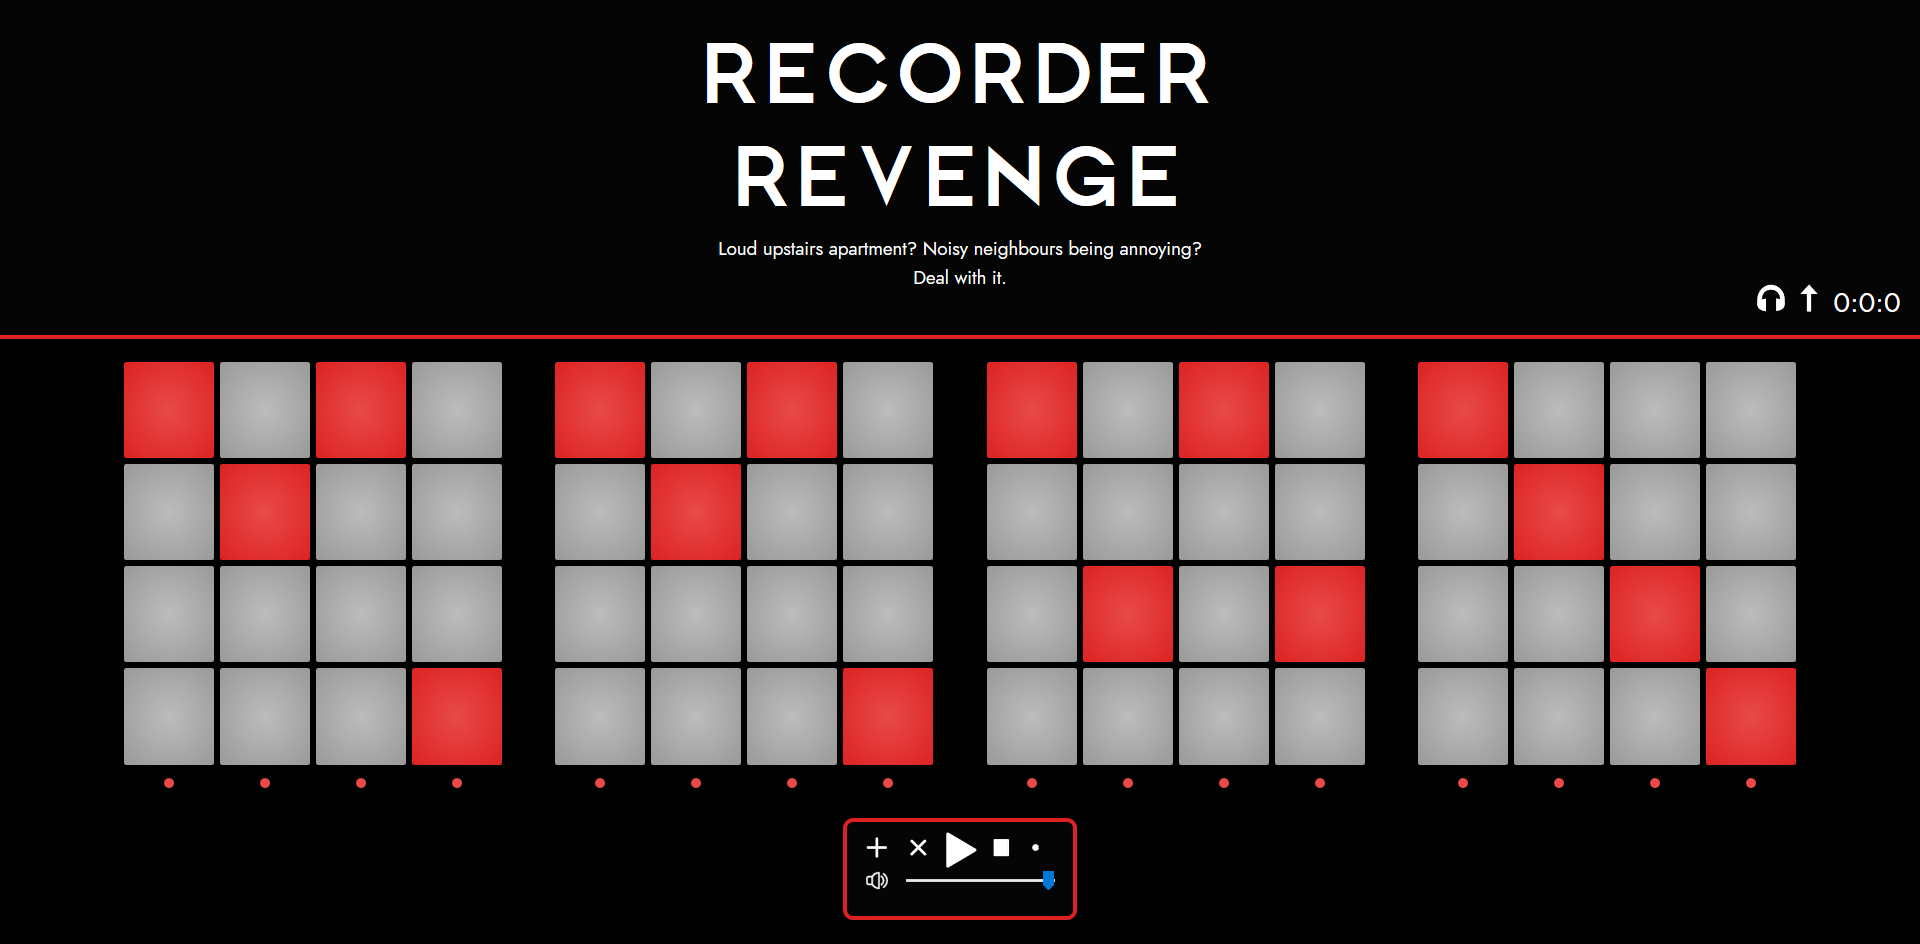 RECORDER
REVENGE
Loud upstairs apartment? Noisy neighbours being annoying?
Deal with it.
0:0:0